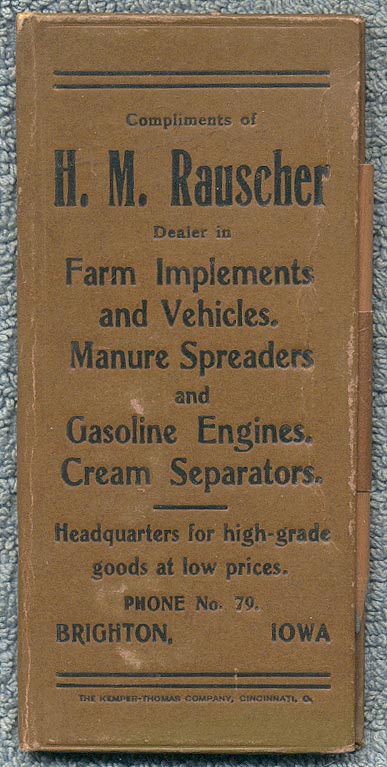 Compliments of
H. M. Rauscher
Dealer in
Farm Implements
and Vehicles.
Manure Spreaders
and
Gasoline Engines.
Cream Separators.
Headquarters for high-grade
goods at low prices.
PHONE No. 79.
BRIGHTON, IOWA
THE KEMPER-THOMAS COMPANY, CINCINNATI, O.